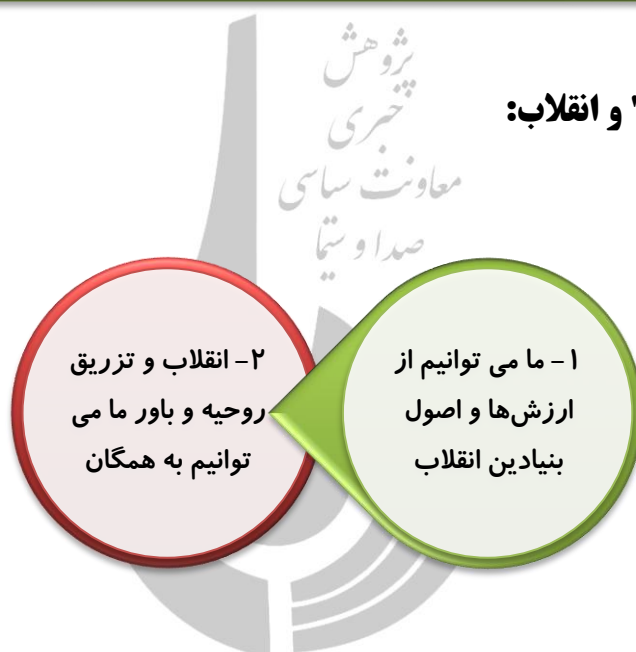 پژوهش
خبری
معاونت سیاسی
صدا و سیما
و انقلاب:
۱- ما می توانیم از
ارزش‌ها و اصول
بنیادین انقلاب
۲- انقلاب و تزریق
روحیه و باور ما می
توانیم به همگان